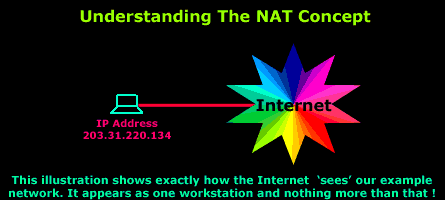 Understanding The NAT Concept
Internet
IP Address
203.31.220.134
This illustration shows exactly how the Internet ‘sees’ our example
network. It appears as one workstation and nothing more than that !